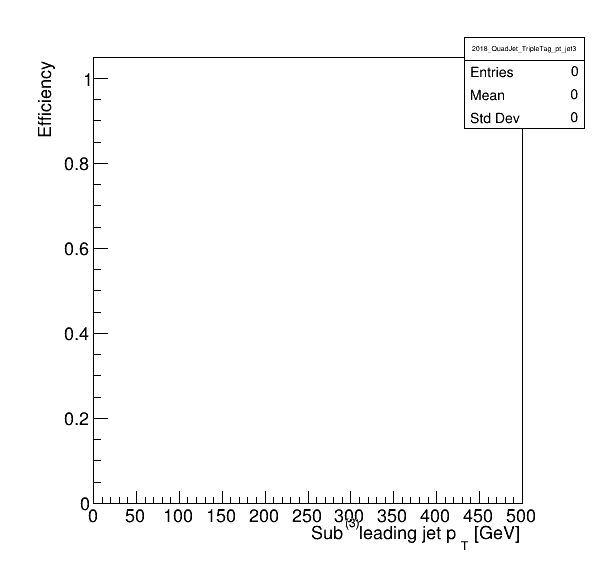 2018_QuadJet_TripleTag_pt_jet3
Entries 0
Mean 0
Std Dev 0
Efficiency
1
0.8
0.6
0.4
0.2
0
0 50 100 150 200 250 300 350 400 450 500
Sub(3)leading jet p T [GeV]